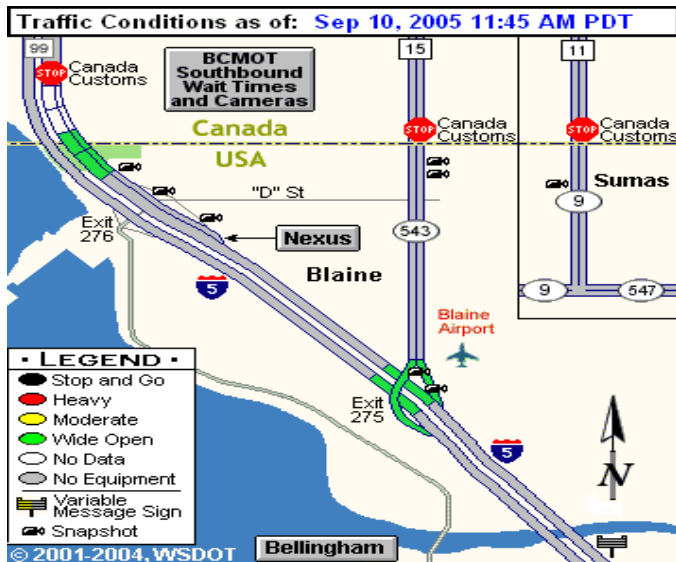 Traffic Conditions as of: Sep 10, 2005 11:45 AM PDT
99
15
11
STOP
Canada
Customs
BCMOT
Southbound
Wait Times
and Cameras
STOP
Canada
Customs
STOP
Canada
Customs
Canada
USA
Sumas
"D" St
9
Exit
276
Nexus
543
Blaine
5
9
547
Blaine
Airport
• LEGEND •
Stop and Go
Heavy
Moderate
Wide Open
No Data
No Equipment
Variable
Message Sign
Snapshot
Exit
275
5
N
© 2001-2004, WSDOT
Bellingham